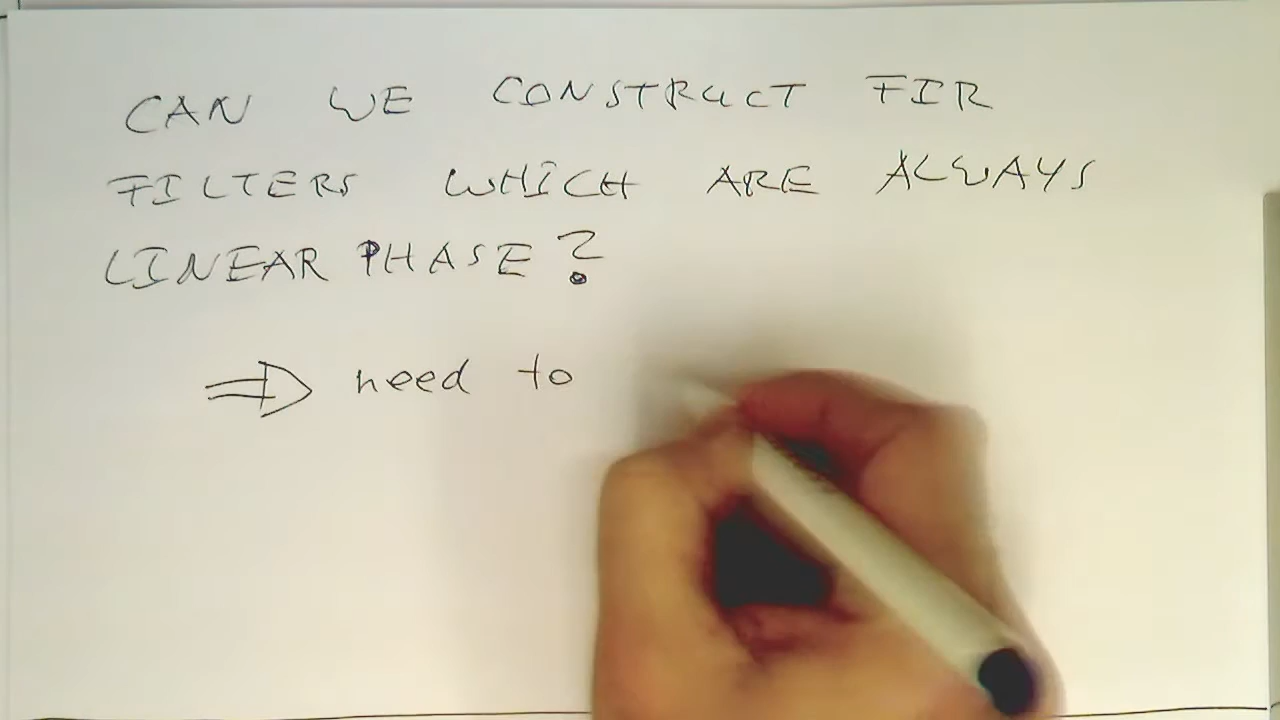 CAN WE CONSTRUCT FIR
FILTERS WHICH ARE ALWAYS
LINEAR PHASE?
⇒ need to